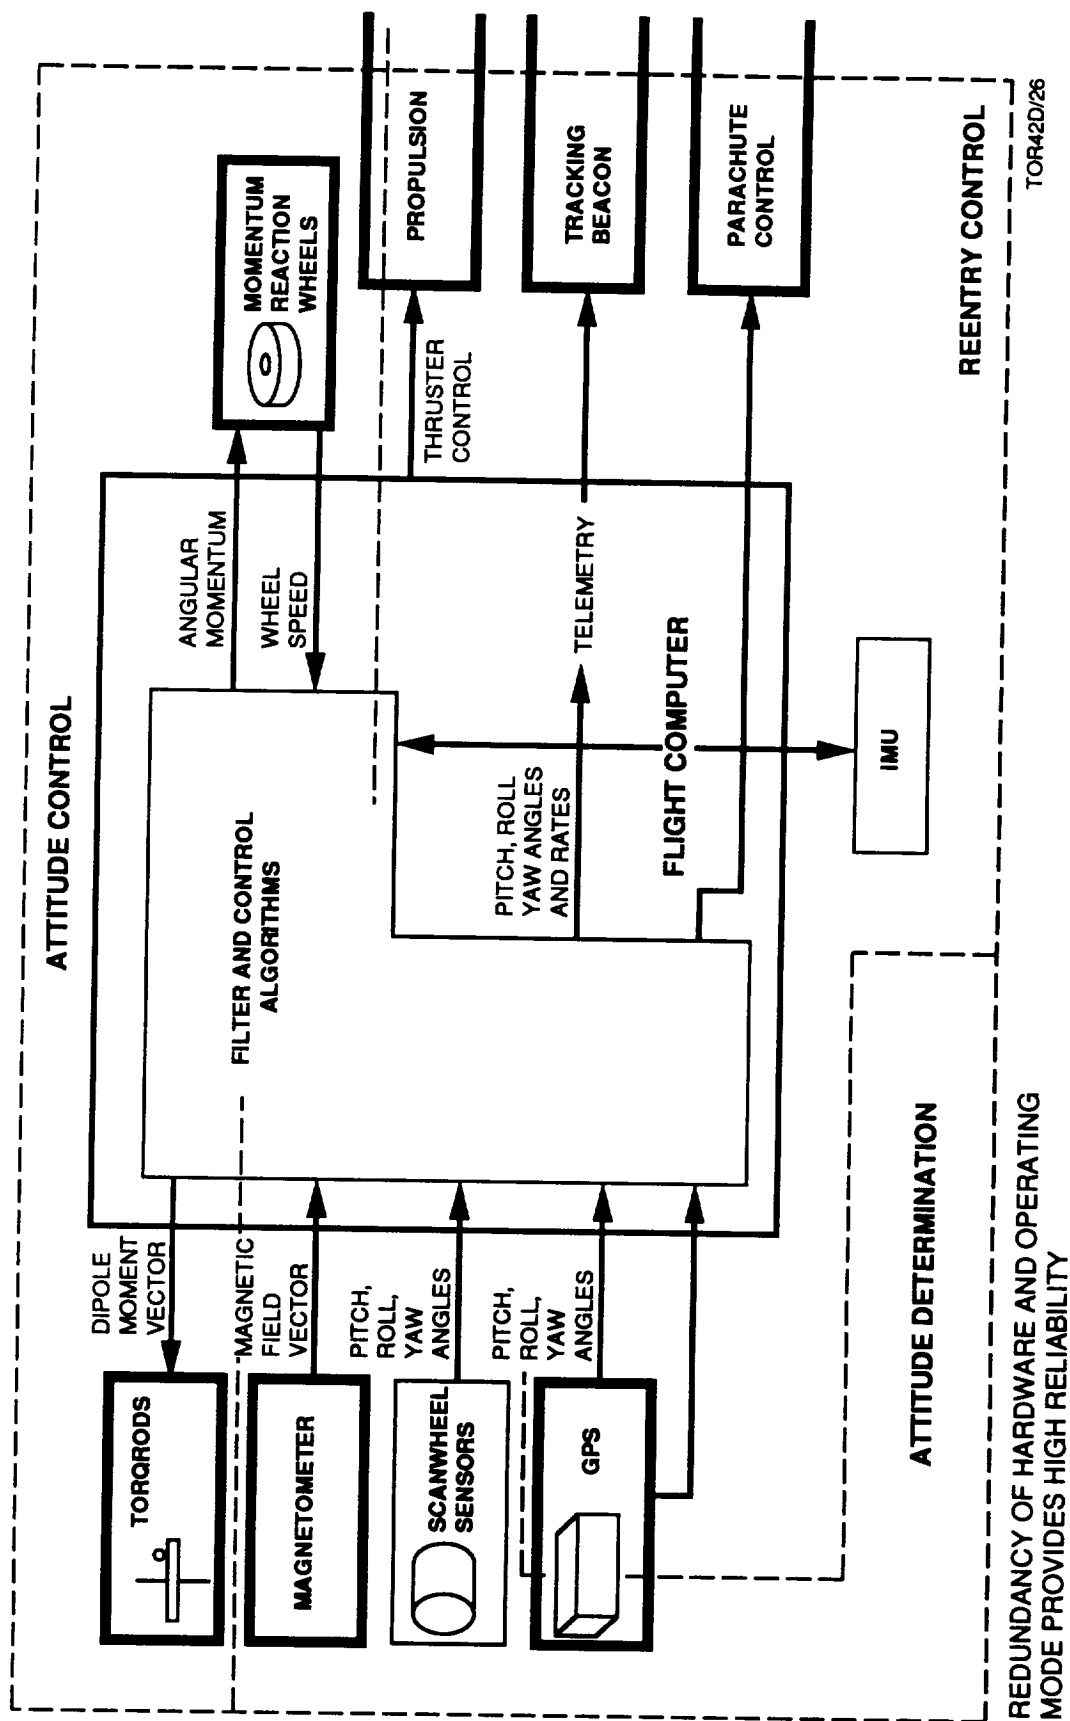 ATTITUDE CONTROL
TORQRODS
DIPOLE
MOMENT
VECTOR
MAGNETOMETER
MAGNETIC
FIELD
VECTOR
SCANWHEEL
SENSORS
PITCH,
ROLL,
YAW
ANGLES
GPS
PITCH,
ROLL,
YAW
ANGLES
FILTER AND CONTROL
ALGORITHMS
ANGULAR
MOMENTUM
WHEEL
SPEED
MOMENTUM
REACTION
WHEELS
THRUSTER
CONTROL
PROPULSION
PITCH, ROLL
YAW ANGLES
AND RATES
TELEMETRY
TRACKING
BEACON
FLIGHT COMPUTER
PARACHUTE
CONTROL
IMU
ATTITUDE DETERMINATION
REENTRY CONTROL
REDUNDANCY OF HARDWARE AND OPERATING
MODE PROVIDES HIGH RELIABILITY
TOR42D/26